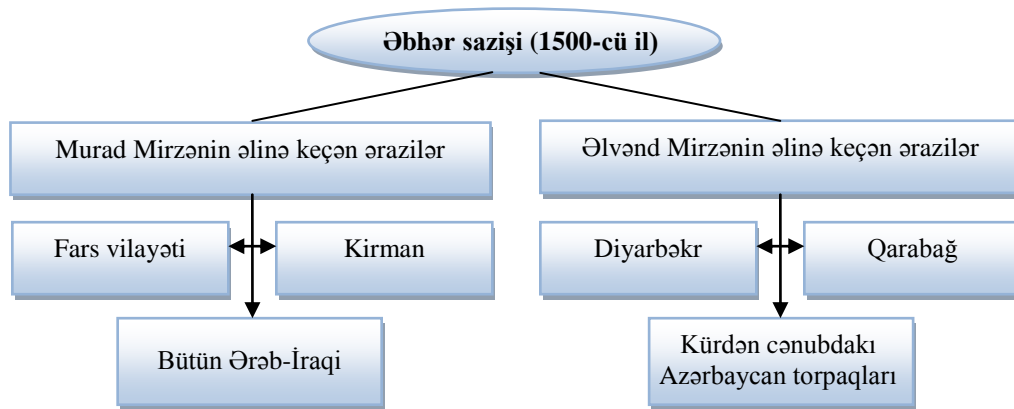 Əbhər sazişi (1500-cü il)
Murad Mirzənin əlinə keçən ərazilər
Əlvənd Mirzənin əlinə keçən ərazilər
Fars vilayəti
Kirman
Diyarbəkr
Qarabağ
Bütün Ərəb-İraqi
Kürdən cənubdakı
Azərbaycan torpaqları